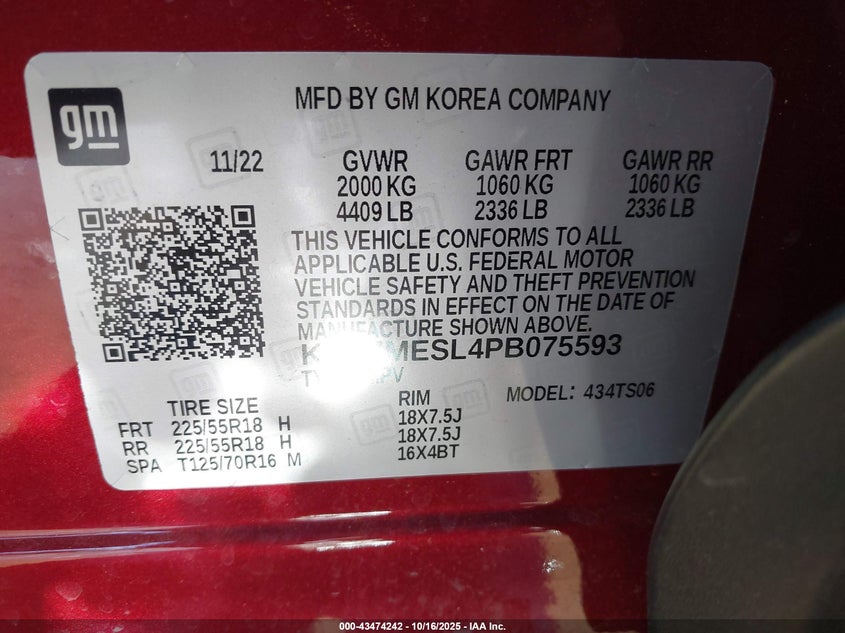 gm
MFD BY GM KOREA COMPANY
11/22 GVWR GAWR FRT GAWR RR
2000 KG 1060 KG 1060 KG
4409 LB 2336 LB 2336 LB
THIS VEHICLE CONFORMS TO ALL
APPLICABLE U.S. FEDERAL MOTOR
VEHICLE SAFETY AND THEFT PREVENTION
STANDARDS IN EFFECT ON THE DATE OF
MANUFACTURE SHOWN ABOVE.
MESL4PB075593
MODEL: 434TS06
TIRE SIZE RIM
FRT 225/55R18 H 18X7.5J
RR 225/55R18 H 18X7.5J
SPA T125/70R16 M 16X4BT
000-43474242 - 10/16/2025 - IAA Inc.